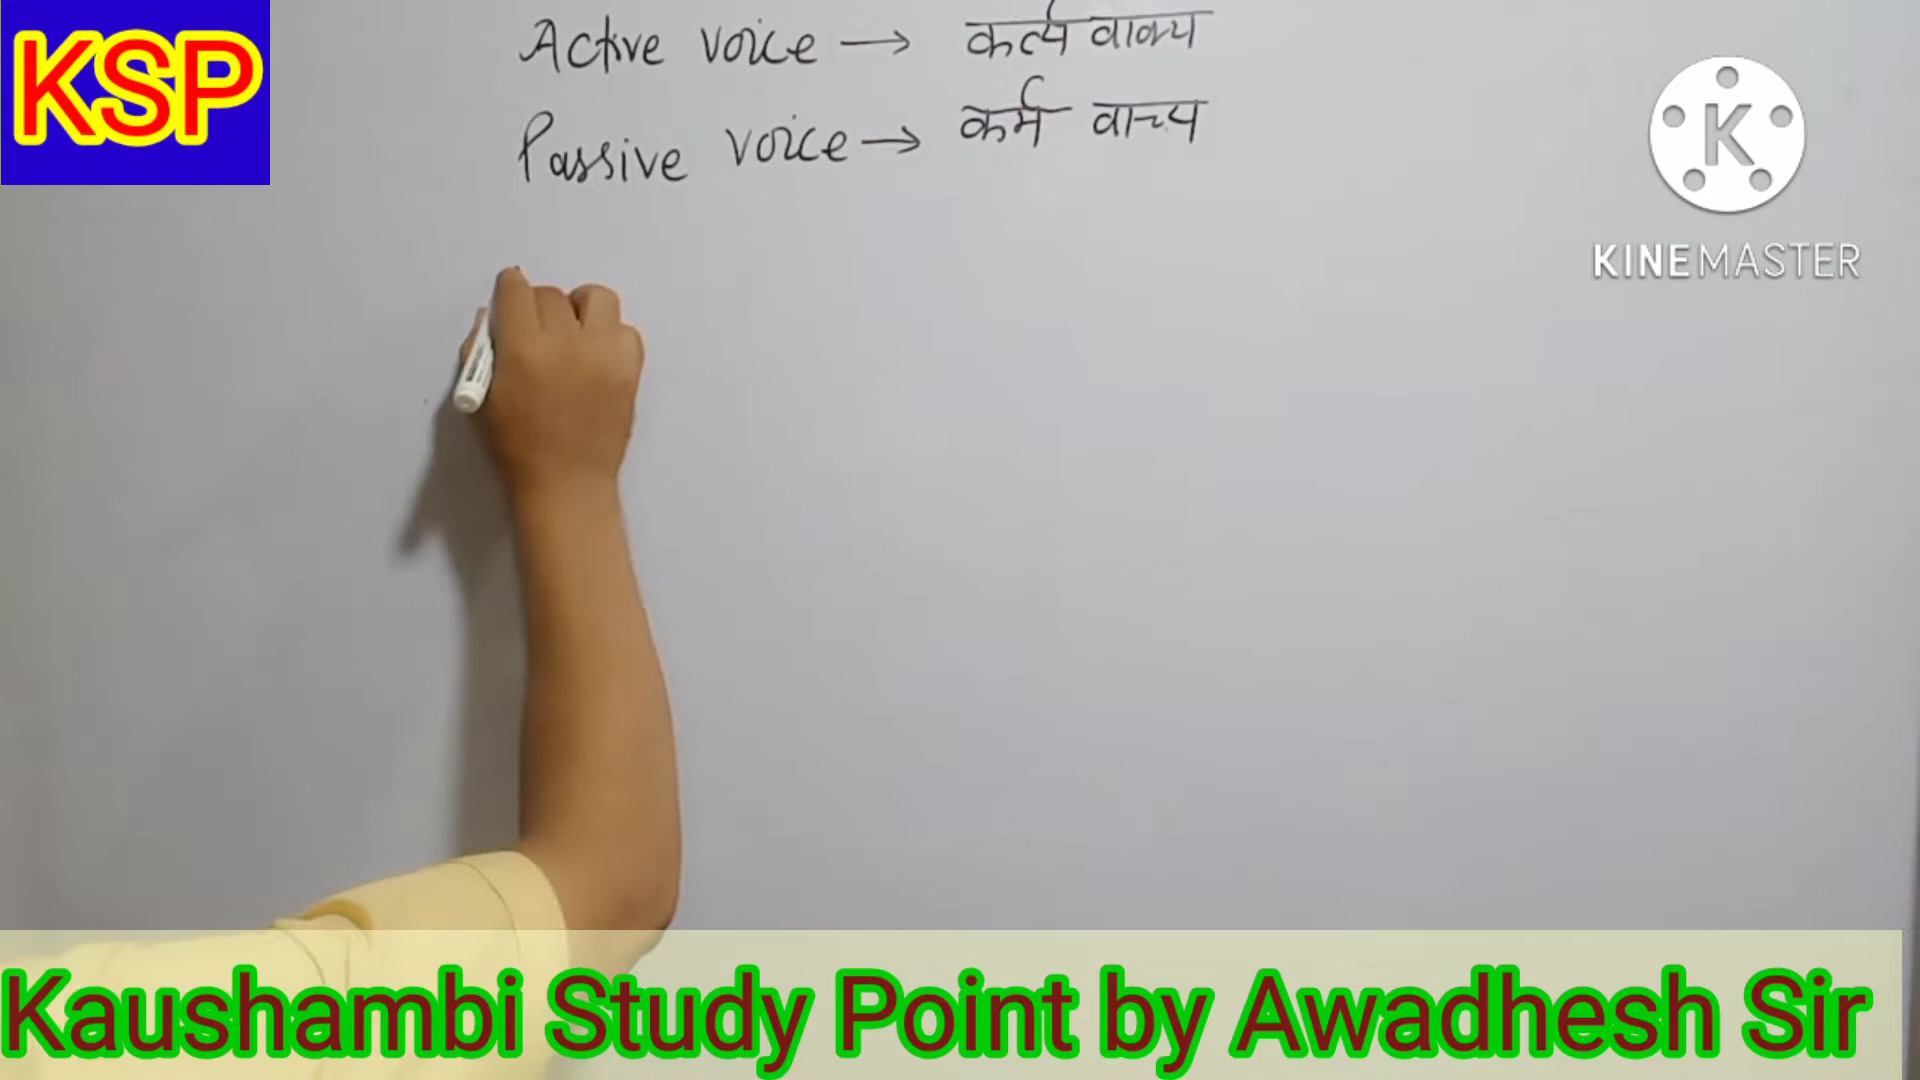 KSP
Active voice → कर्त्य वाच्य
Passive voice → कर्म वाच्य
K
KINEMASTER
Kaushambi Study Point by Awadhesh Sir